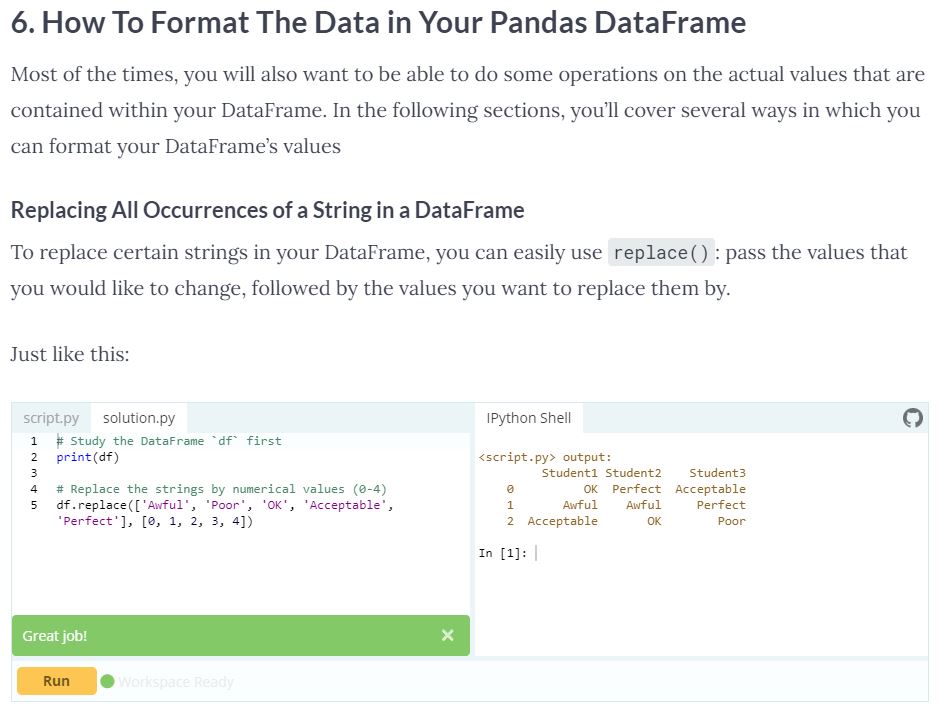 6. How To Format The Data in Your Pandas DataFrame
Most of the times, you will also want to be able to do some operations on the actual values that are
contained within your DataFrame. In the following sections, you’ll cover several ways in which you
can format your DataFrame’s values
Replacing All Occurrences of a String in a DataFrame
To replace certain strings in your DataFrame, you can easily use replace(): pass the values that
you would like to change, followed by the values you want to replace them by.
Just like this:
script.py solution.py
1 # Study the DataFrame `df` first
2 print(df)
3
4 # Replace the strings by numerical values (0-4)
5 df.replace(['Awful', 'Poor', 'OK', 'Acceptable',
'Perfect'], [0, 1, 2, 3, 4])
Great job! ×
IPython Shell
<script.py> output:
Student1 Student2 Student3
0 OK Perfect Acceptable
1 Awful Awful Perfect
2 Acceptable OK Poor
In [1]:
Run Workspace Ready